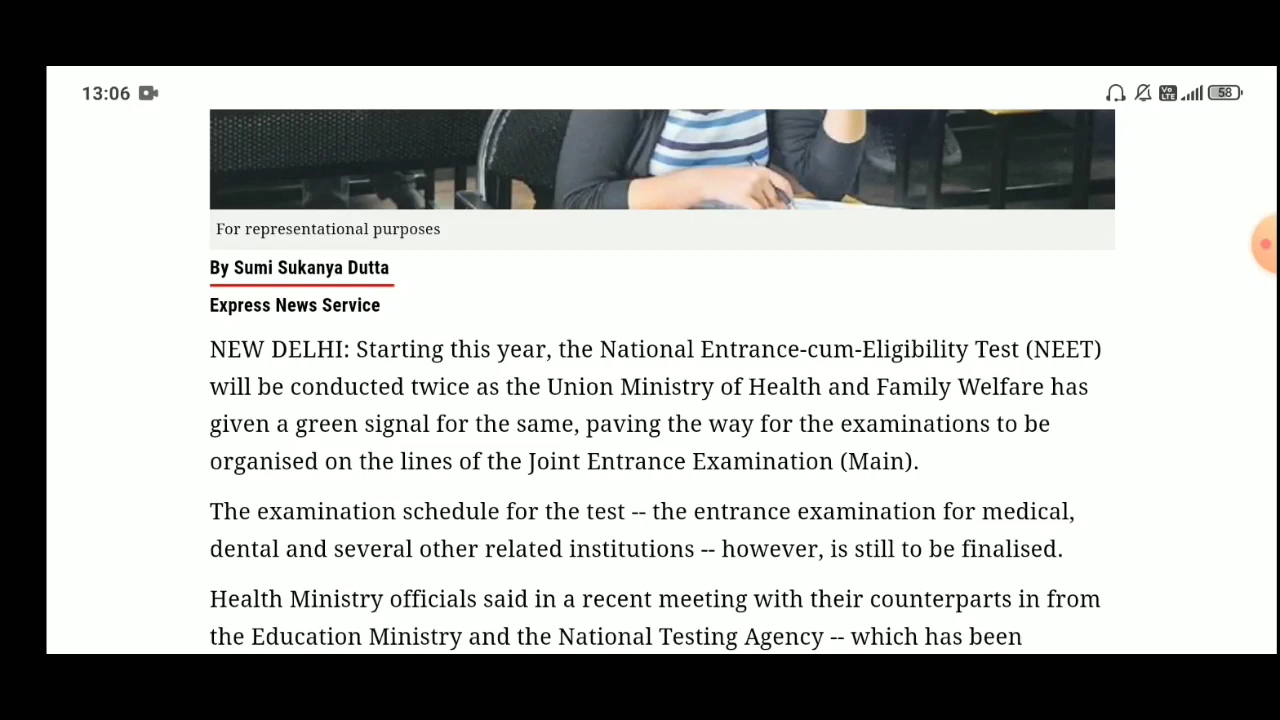 13:06
Vo LTE 58
For representational purposes
By Sumi Sukanya Dutta
Express News Service
NEW DELHI: Starting this year, the National Entrance-cum-Eligibility Test (NEET)
will be conducted twice as the Union Ministry of Health and Family Welfare has
given a green signal for the same, paving the way for the examinations to be
organised on the lines of the Joint Entrance Examination (Main).
The examination schedule for the test -- the entrance examination for medical,
dental and several other related institutions -- however, is still to be finalised.
Health Ministry officials said in a recent meeting with their counterparts in from
the Education Ministry and the National Testing Agency -- which has been